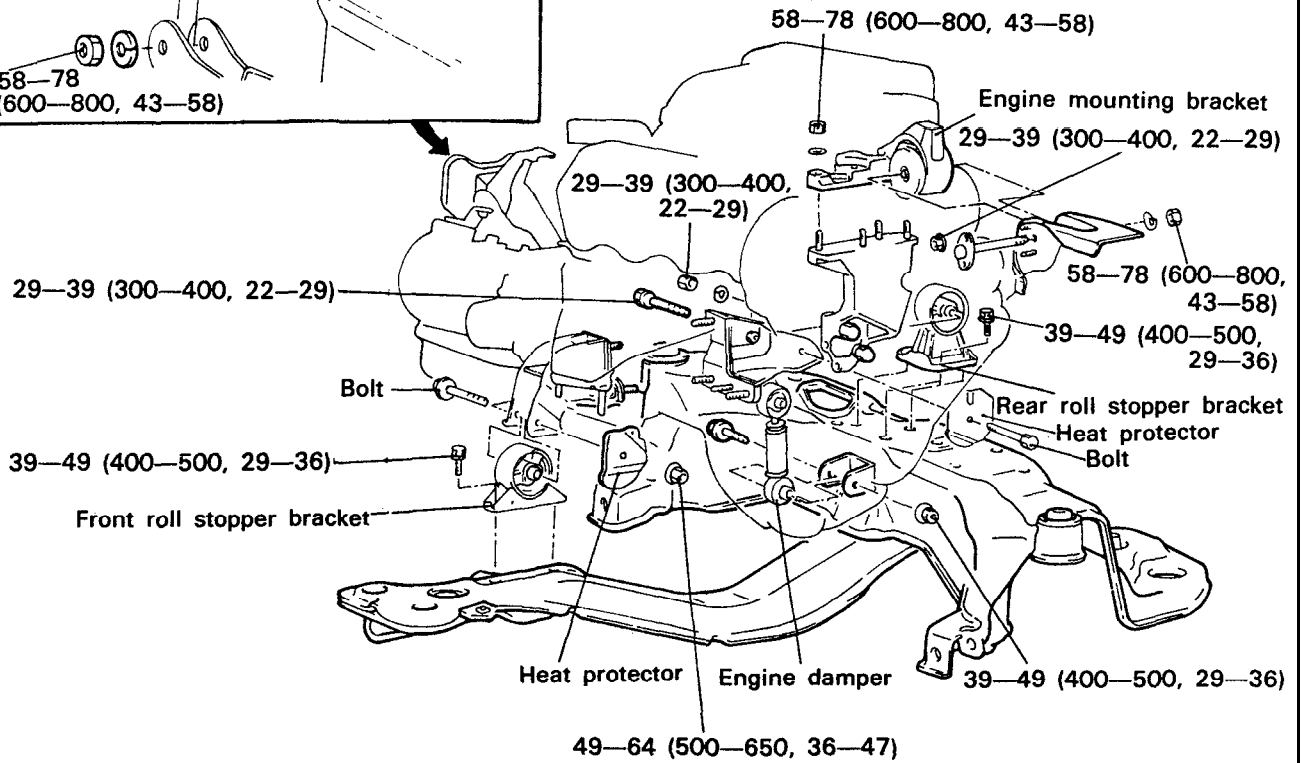 58—78 (600—800, 43—58)
58—78
(600—800, 43—58)
Engine mounting bracket
29—39 (300—400, 22—29)
29—39 (300—400,
22—29)
58—78 (600—800,
43—58)
29—39 (300—400, 22—29)
39—49 (400—500,
29—36)
Bolt
Rear roll stopper bracket
Heat protector
Bolt
39—49 (400—500, 29—36)
Front roll stopper bracket
Heat protector
Engine damper
39—49 (400—500, 29—36)
49—64 (500—650, 36—47)